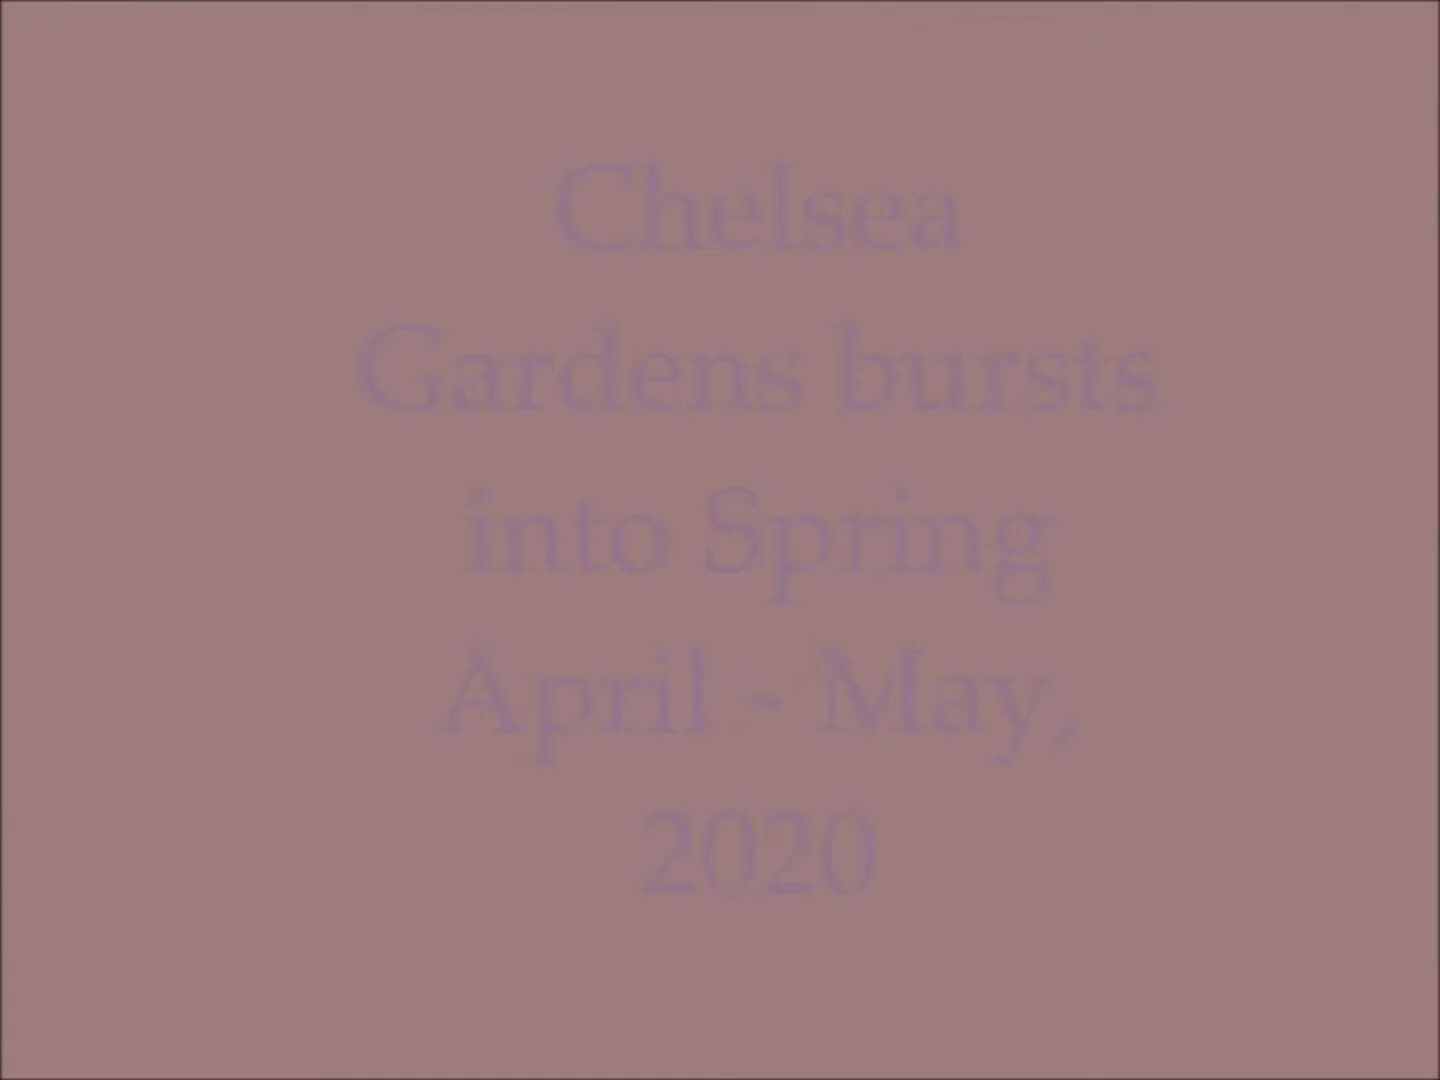 Chelsea
Gardens bursts
into Spring
April - May,
2020